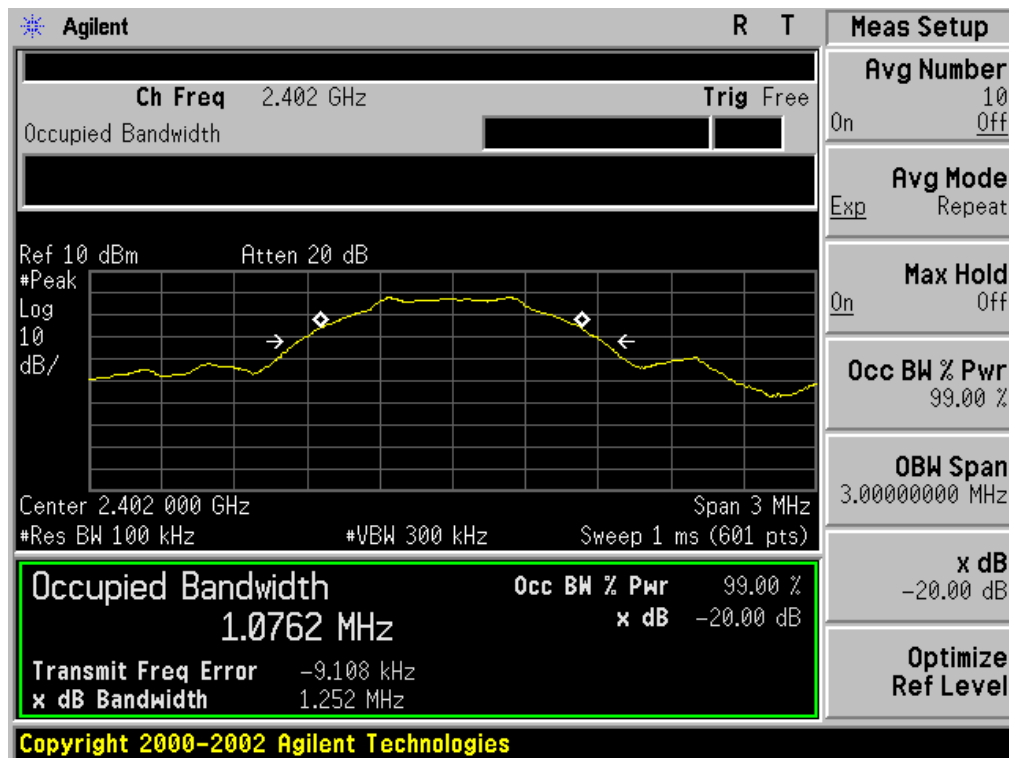 Agilent R T Meas Setup
Ch Freq 2.402 GHz Trig Free
Occupied Bandwidth
Avg Number
10
On Off
Avg Mode
Exp Repeat
Max Hold
On Off
Occ BW % Pwr
99.00 %
OBW Span
3.00000000 MHz
x dB
-20.00 dB
Optimize
Ref Level
Ref 10 dBm Atten 20 dB
#Peak
Log
10
dB/
Center 2.402 000 GHz Span 3 MHz
#Res BW 100 kHz #VBW 300 kHz Sweep 1 ms (601 pts)
Occupied Bandwidth Occ BW % Pwr 99.00 %
1.0762 MHz x dB -20.00 dB
Transmit Freq Error -9.108 kHz
x dB Bandwidth 1.252 MHz
Copyright 2000-2002 Agilent Technologies